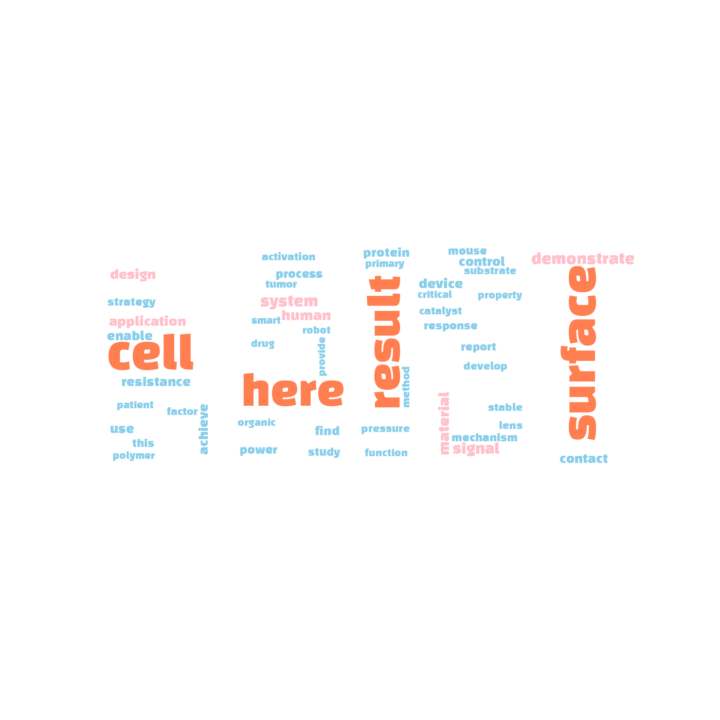 design
strategy
application
enable
cell
resistance
patient
factor
use
achieve
this
polymer
activation
process
tumor
system
human
smart
robot
drug
provide
here
organic
find
power
study
protein
primary
result
method
pressure
function
mouse
control
substrate
device
critical
property
catalyst
response
report
develop
material
stable
lens
mechanism
signal
demonstrate
surface
contact